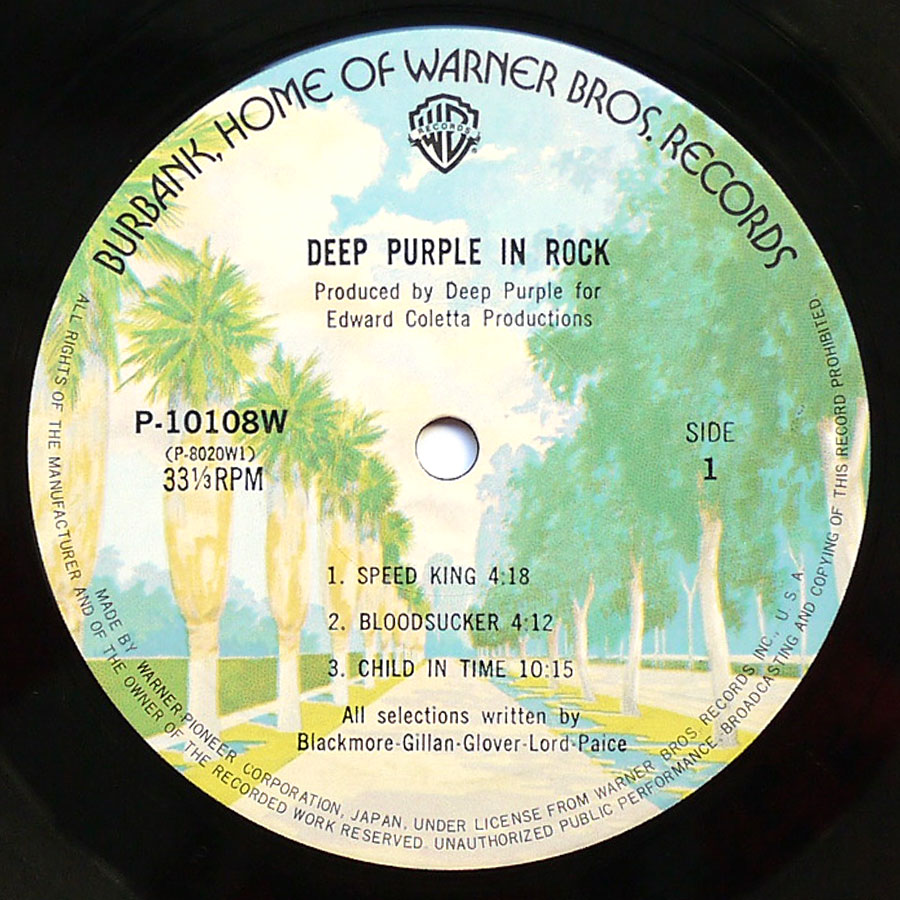 BURBANK, HOME OF WARNER BROS. RECORDS
WB
RECORDS
®
DEEP PURPLE IN ROCK
Produced by Deep Purple for
Edward Coletta Productions
P-10108W
(P-8020W1)
33⅓RPM
SIDE
1
1. SPEED KING 4:18
2. BLOODSUCKER 4:12
3. CHILD IN TIME 10:15
All selections written by
Blackmore-Gillan-Glover-Lord-Paice
MADE BY WARNER-PIONEER CORPORATION, JAPAN, UNDER LICENSE FROM WARNER BROS RECORDS INC., U.S.A.
ALL RIGHTS OF THE MANUFACTURER AND OF THE OWNER OF THE RECORDED WORK RESERVED. UNAUTHORIZED PUBLIC PERFORMANCE, BROADCASTING AND COPYING OF THIS RECORD PROHIBITED